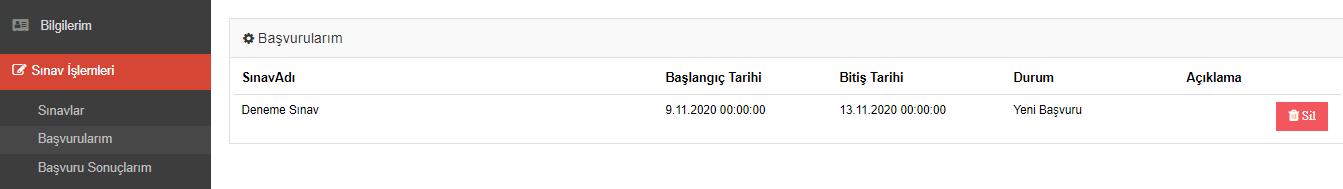 Bilgilerim
Sınav İşlemleri
Sınavlar
Başvurularım
Başvuru Sonuçlarım
Başvurularım
SınavAdı Başlangıç Tarihi Bitiş Tarihi Durum Açıklama
Deneme Sınav 9.11.2020 00:00:00 13.11.2020 00:00:00 Yeni Başvuru Sil